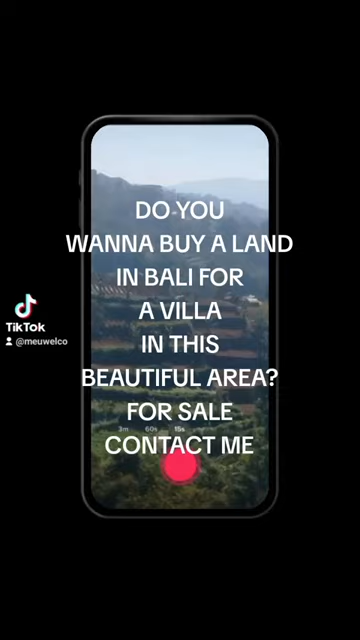 DO YOU
WANNA BUY A LAND
IN BALI FOR
A VILLA
IN THIS
BEAUTIFUL AREA?
FOR SALE
CONTACT ME
3m 60s 15s
TikTok
@meuwelco